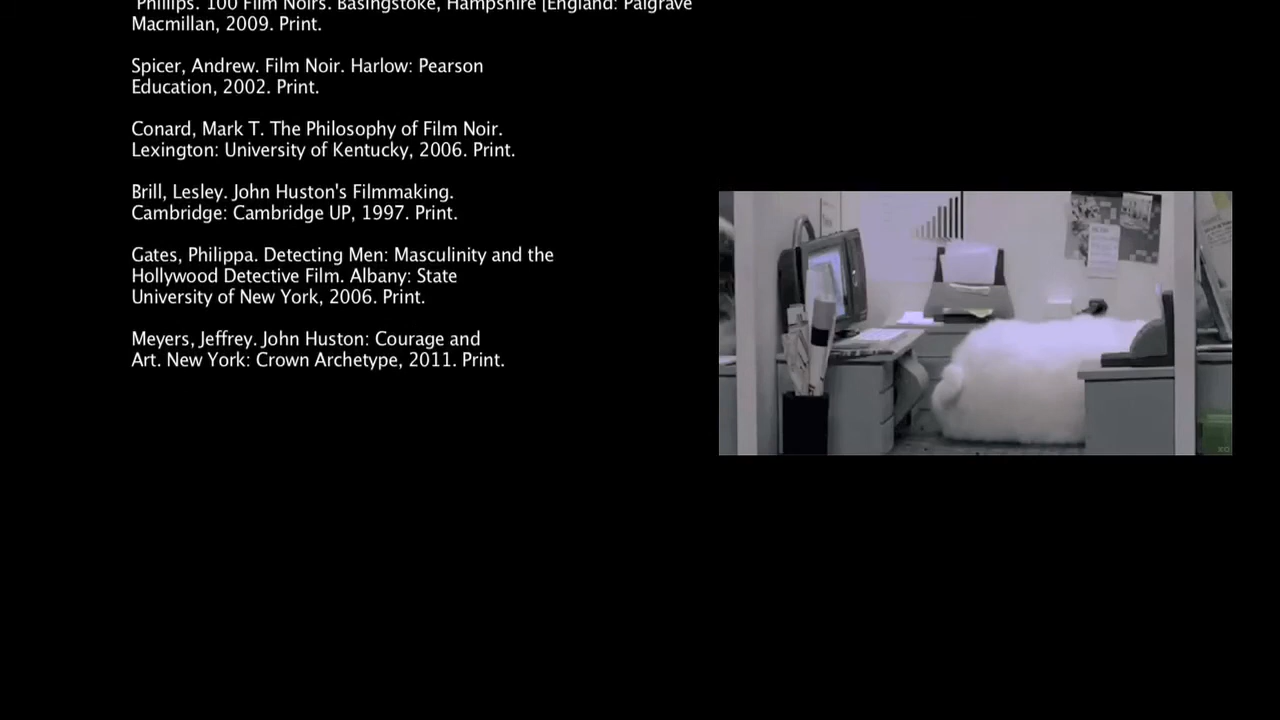 Phillips. 100 Film Noirs. Basingstoke, Hampshire [England: Palgrave
Macmillan, 2009. Print.
Spicer, Andrew. Film Noir. Harlow: Pearson
Education, 2002. Print.
Conard, Mark T. The Philosophy of Film Noir.
Lexington: University of Kentucky, 2006. Print.
Brill, Lesley. John Huston's Filmmaking.
Cambridge: Cambridge UP, 1997. Print.
Gates, Philippa. Detecting Men: Masculinity and the
Hollywood Detective Film. Albany: State
University of New York, 2006. Print.
Meyers, Jeffrey. John Huston: Courage and
Art. New York: Crown Archetype, 2011. Print.